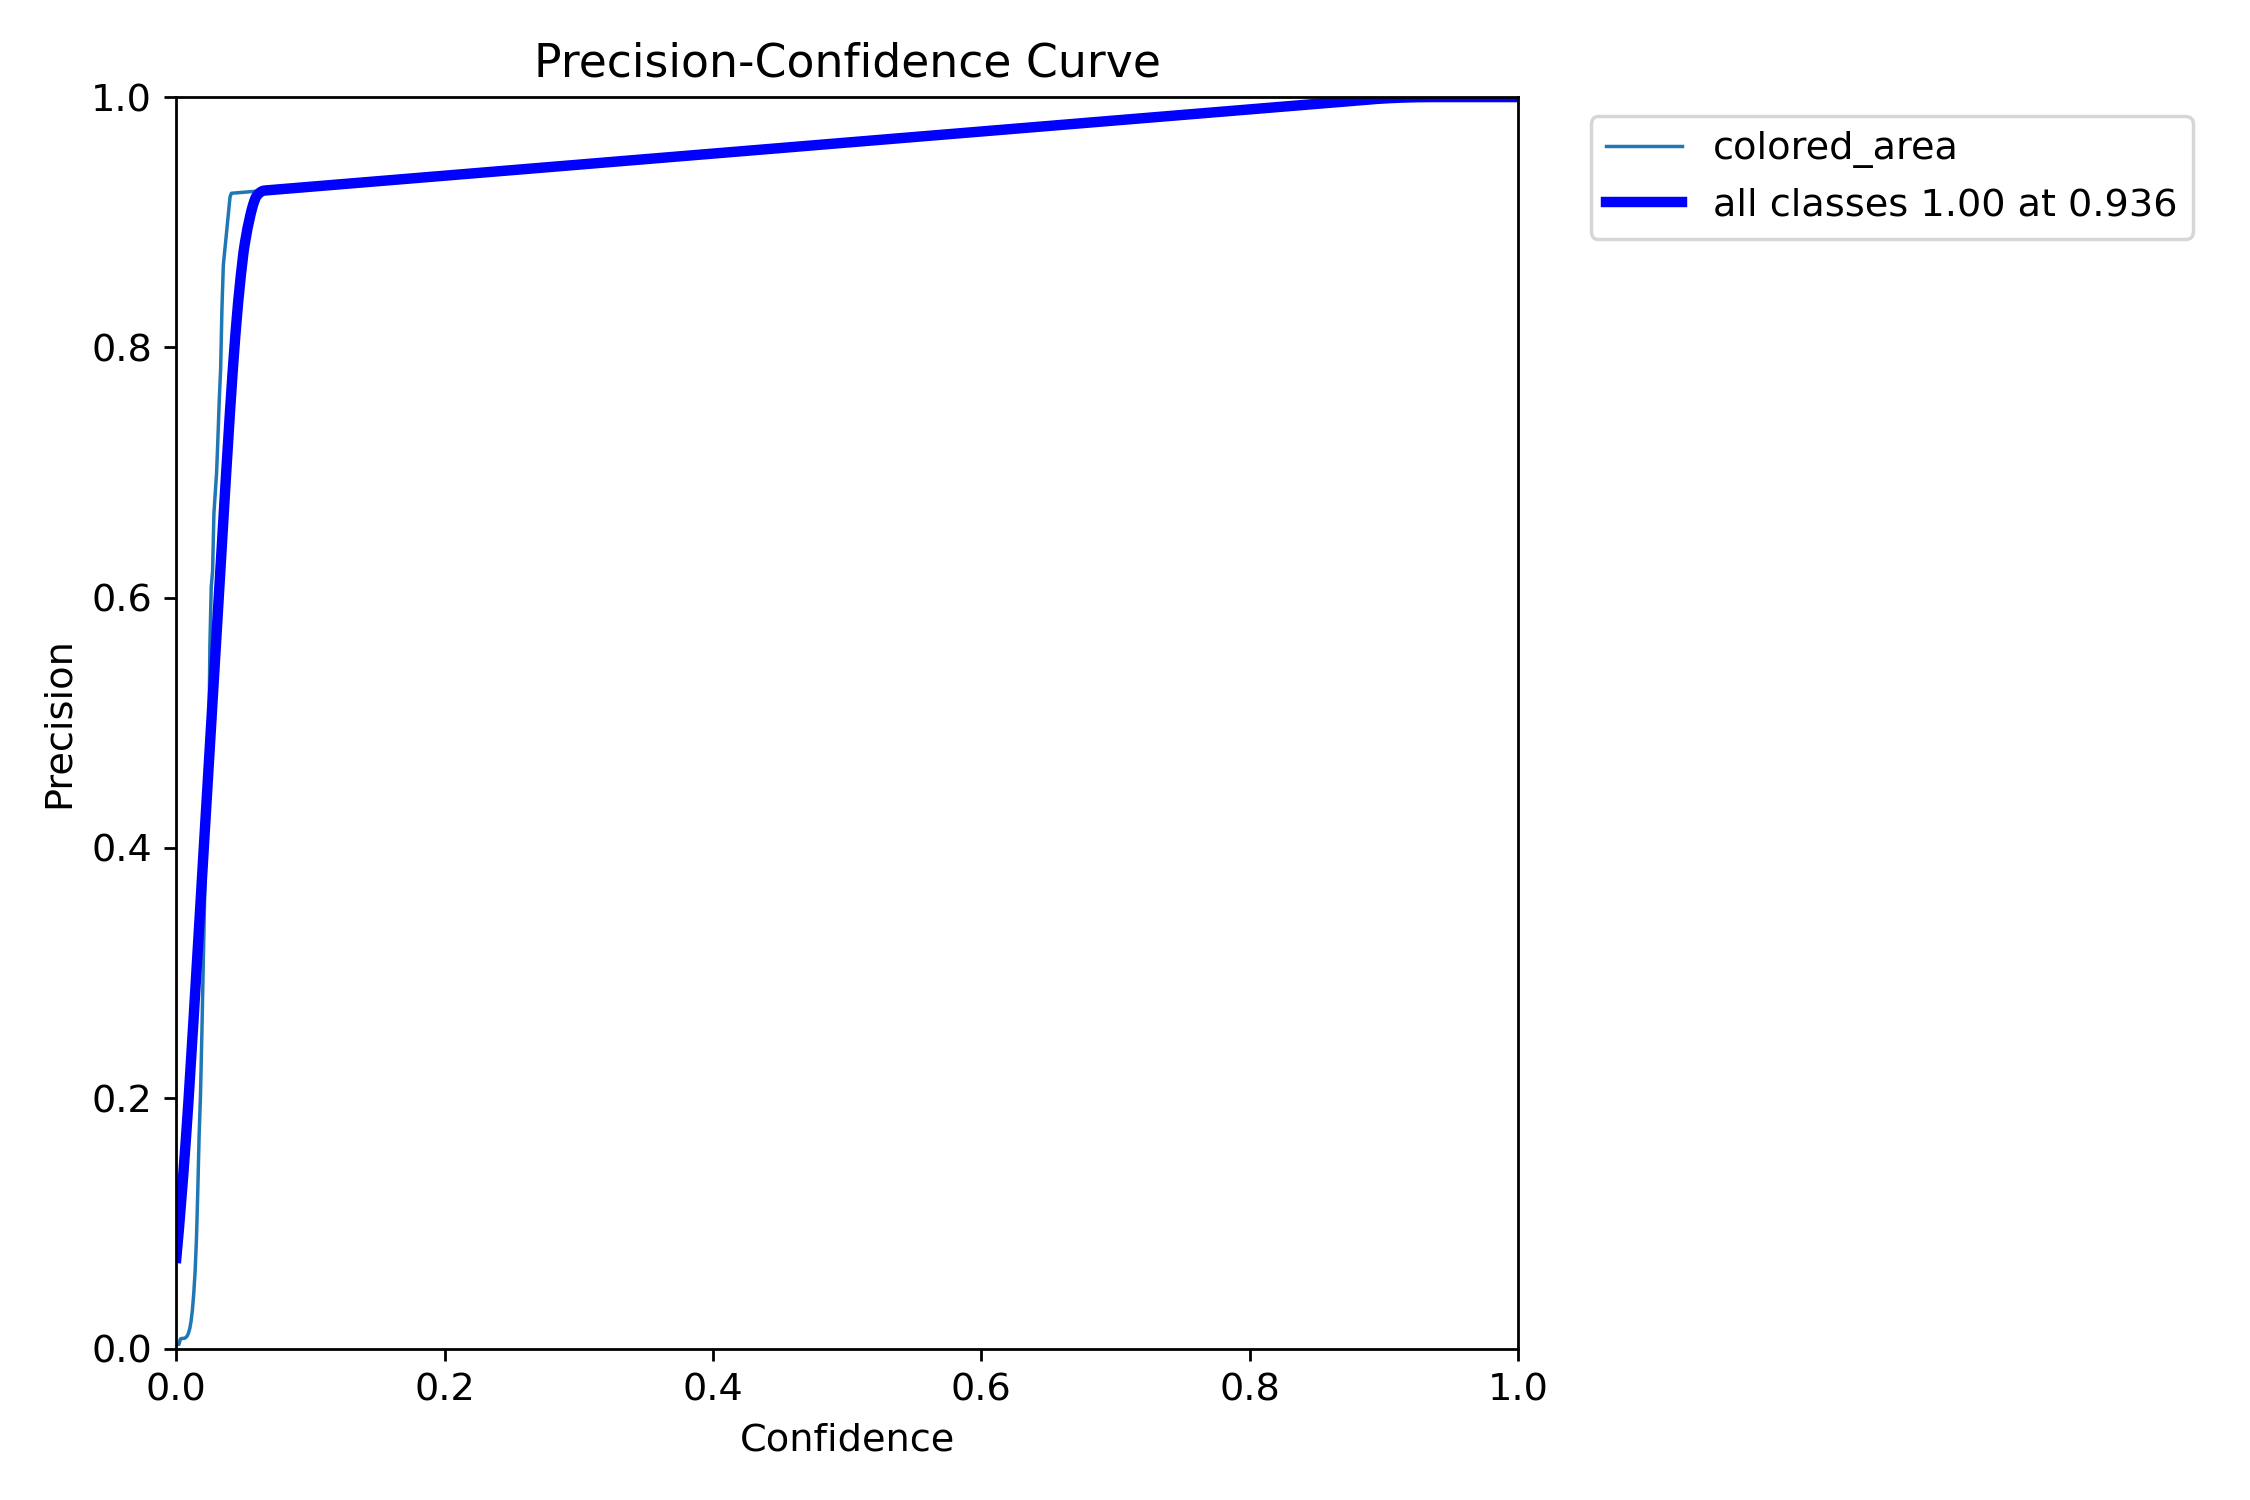 Precision-Confidence Curve
1.0
0.8
0.6
0.4
0.2
0.0
Precision
0.0 0.2 0.4 0.6 0.8 1.0
Confidence
colored_area
all classes 1.00 at 0.936